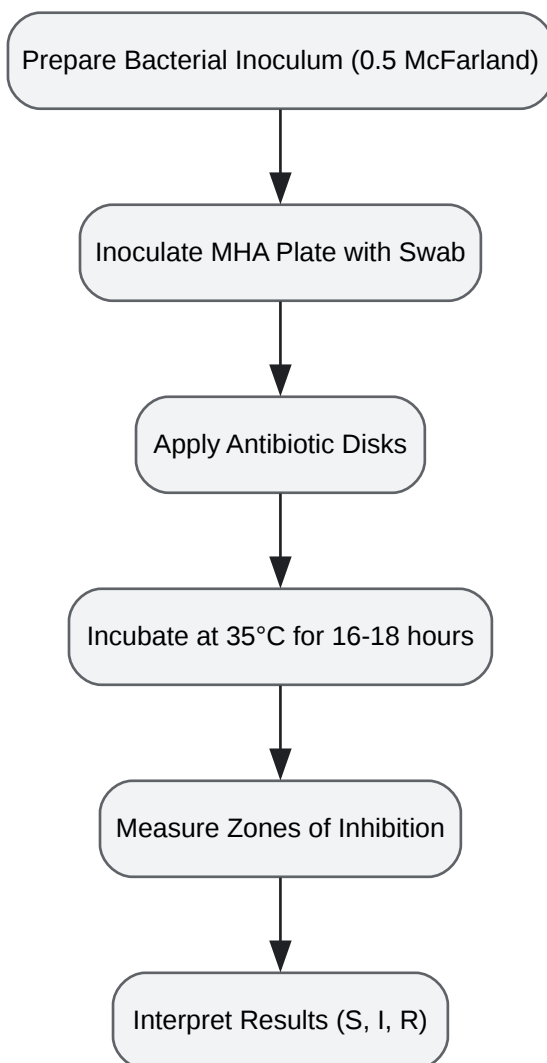 Prepare Bacterial Inoculum (0.5 McFarland)
Inoculate MHA Plate with Swab
Apply Antibiotic Disks
Incubate at 35°C for 16-18 hours
Measure Zones of Inhibition
Interpret Results (S, I, R)